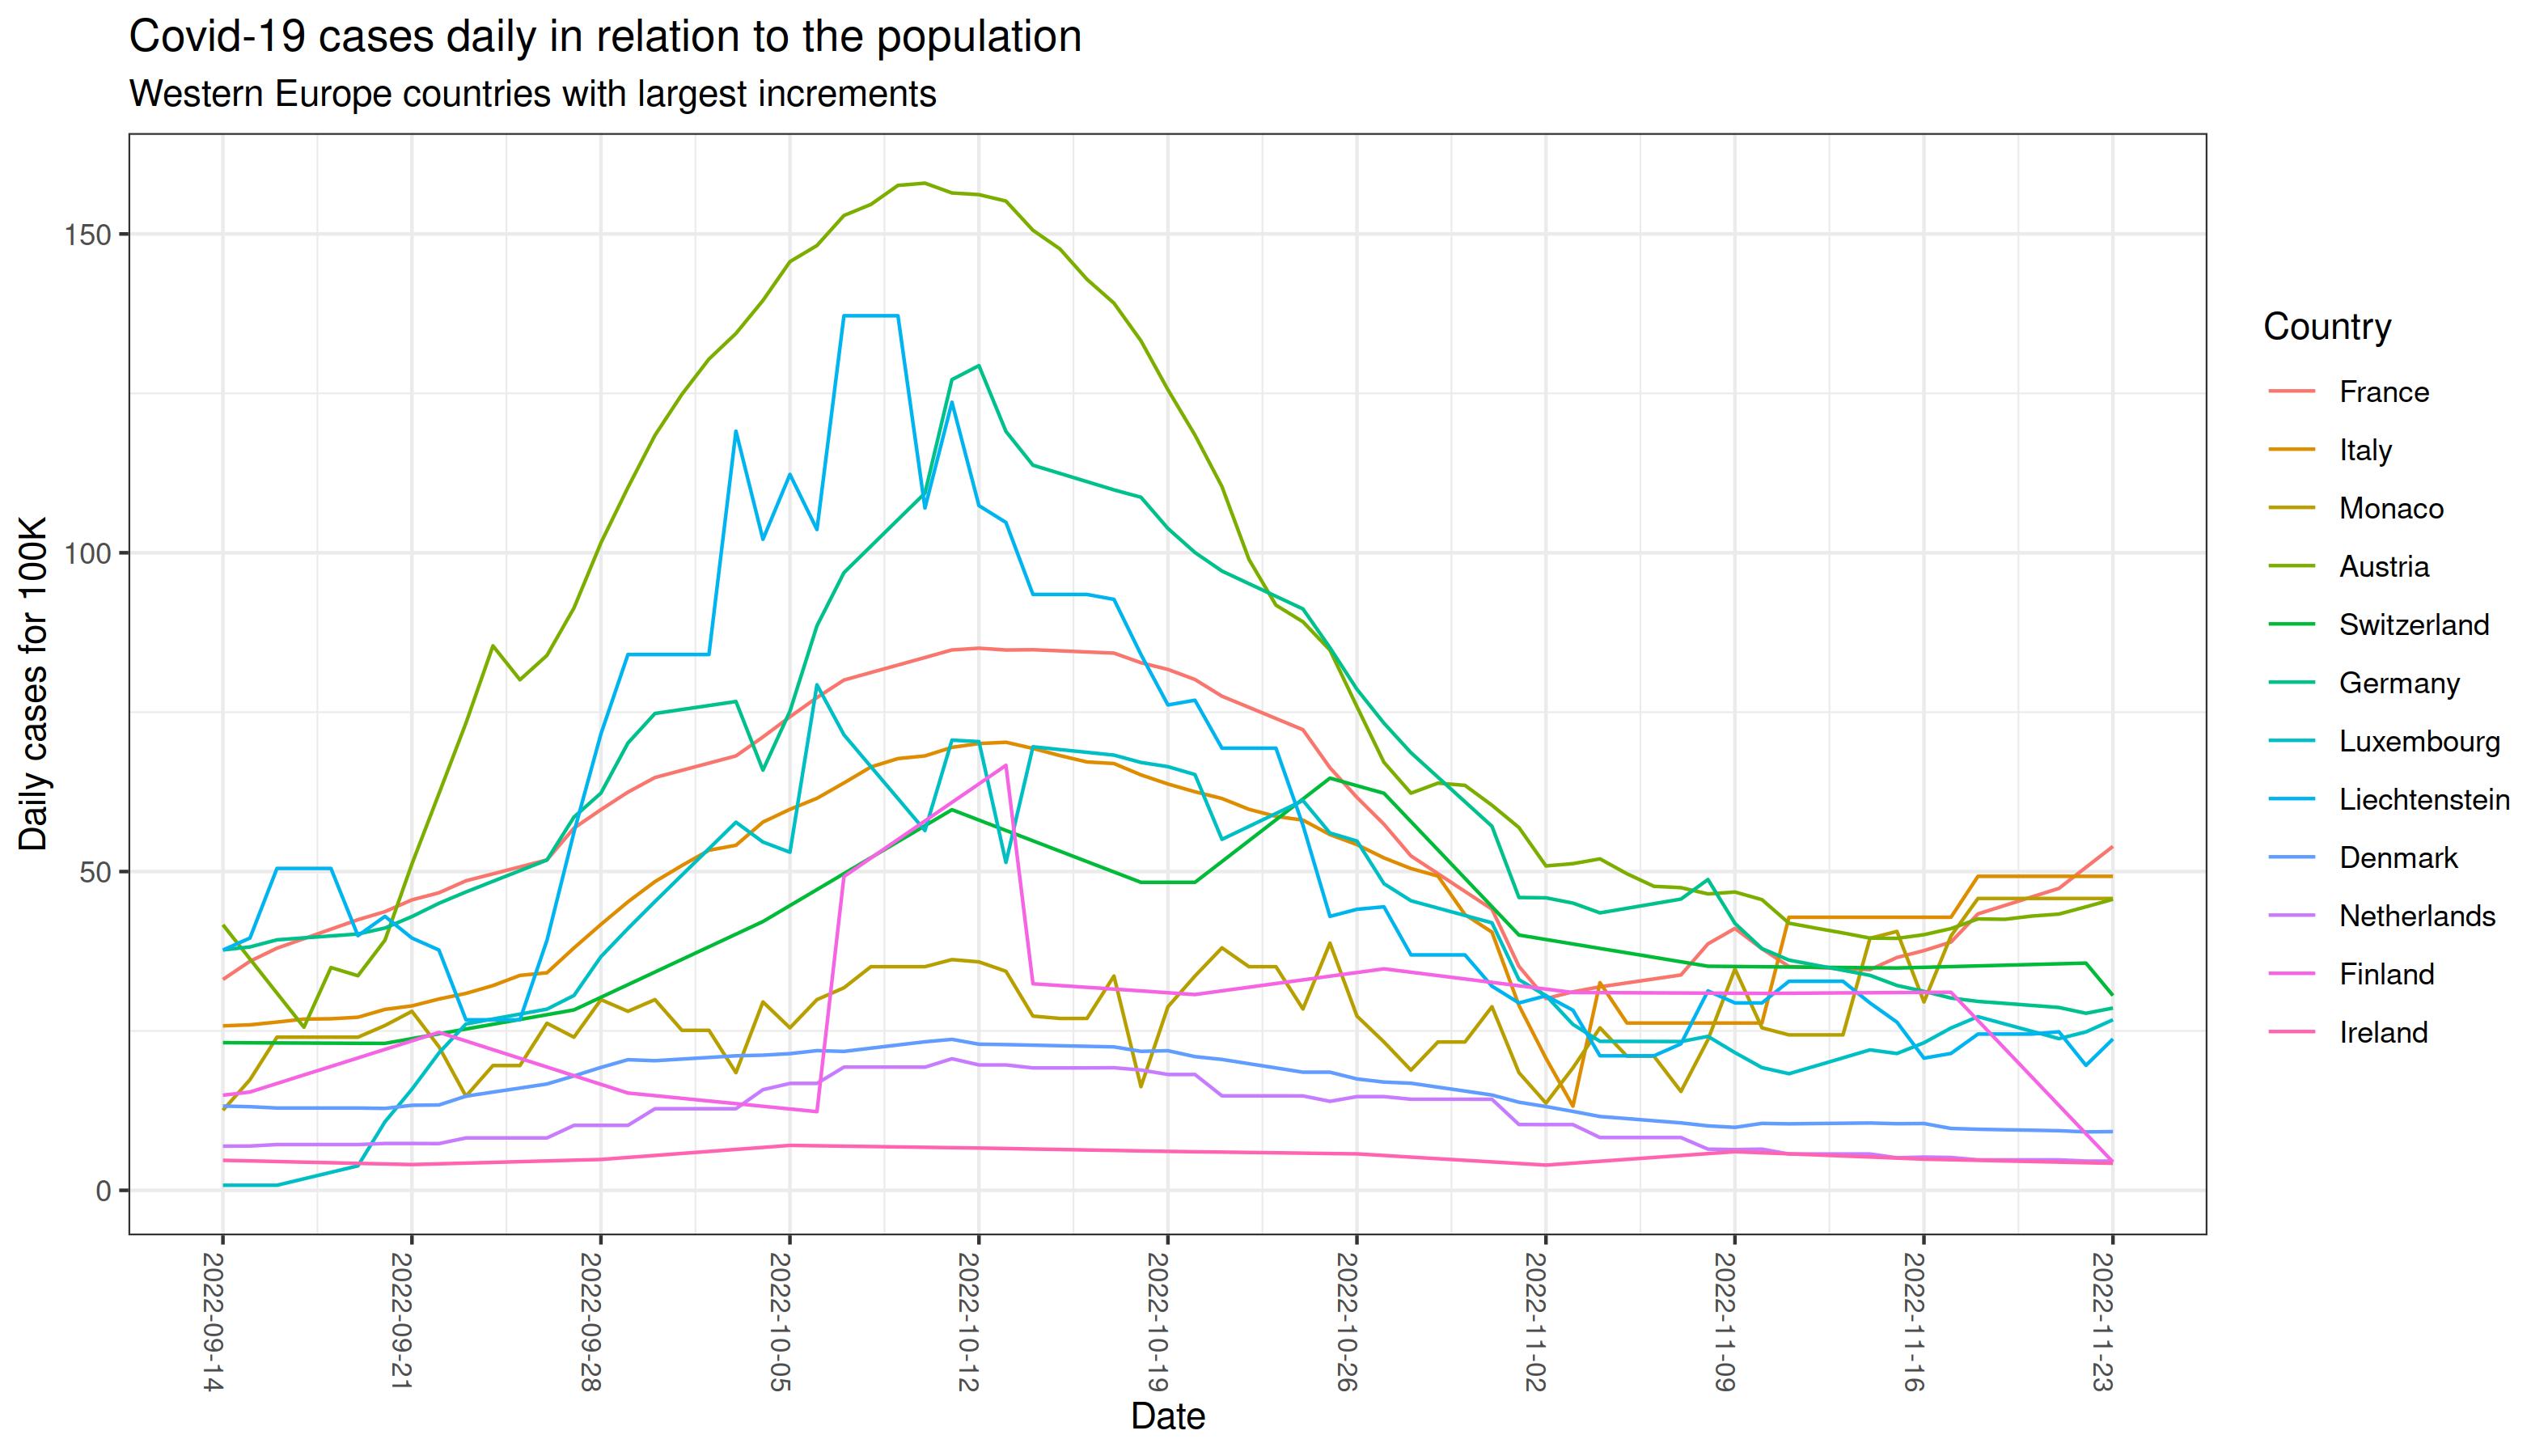 Covid-19 cases daily in relation to the population
Western Europe countries with largest increments
Daily cases for 100K
150
100
50
0
2022-09-14
2022-09-21
2022-09-28
2022-10-05
2022-10-12
2022-10-19
2022-10-26
2022-11-02
2022-11-09
2022-11-16
2022-11-23
Date
Country
France
Italy
Monaco
Austria
Switzerland
Germany
Luxembourg
Liechtenstein
Denmark
Netherlands
Finland
Ireland